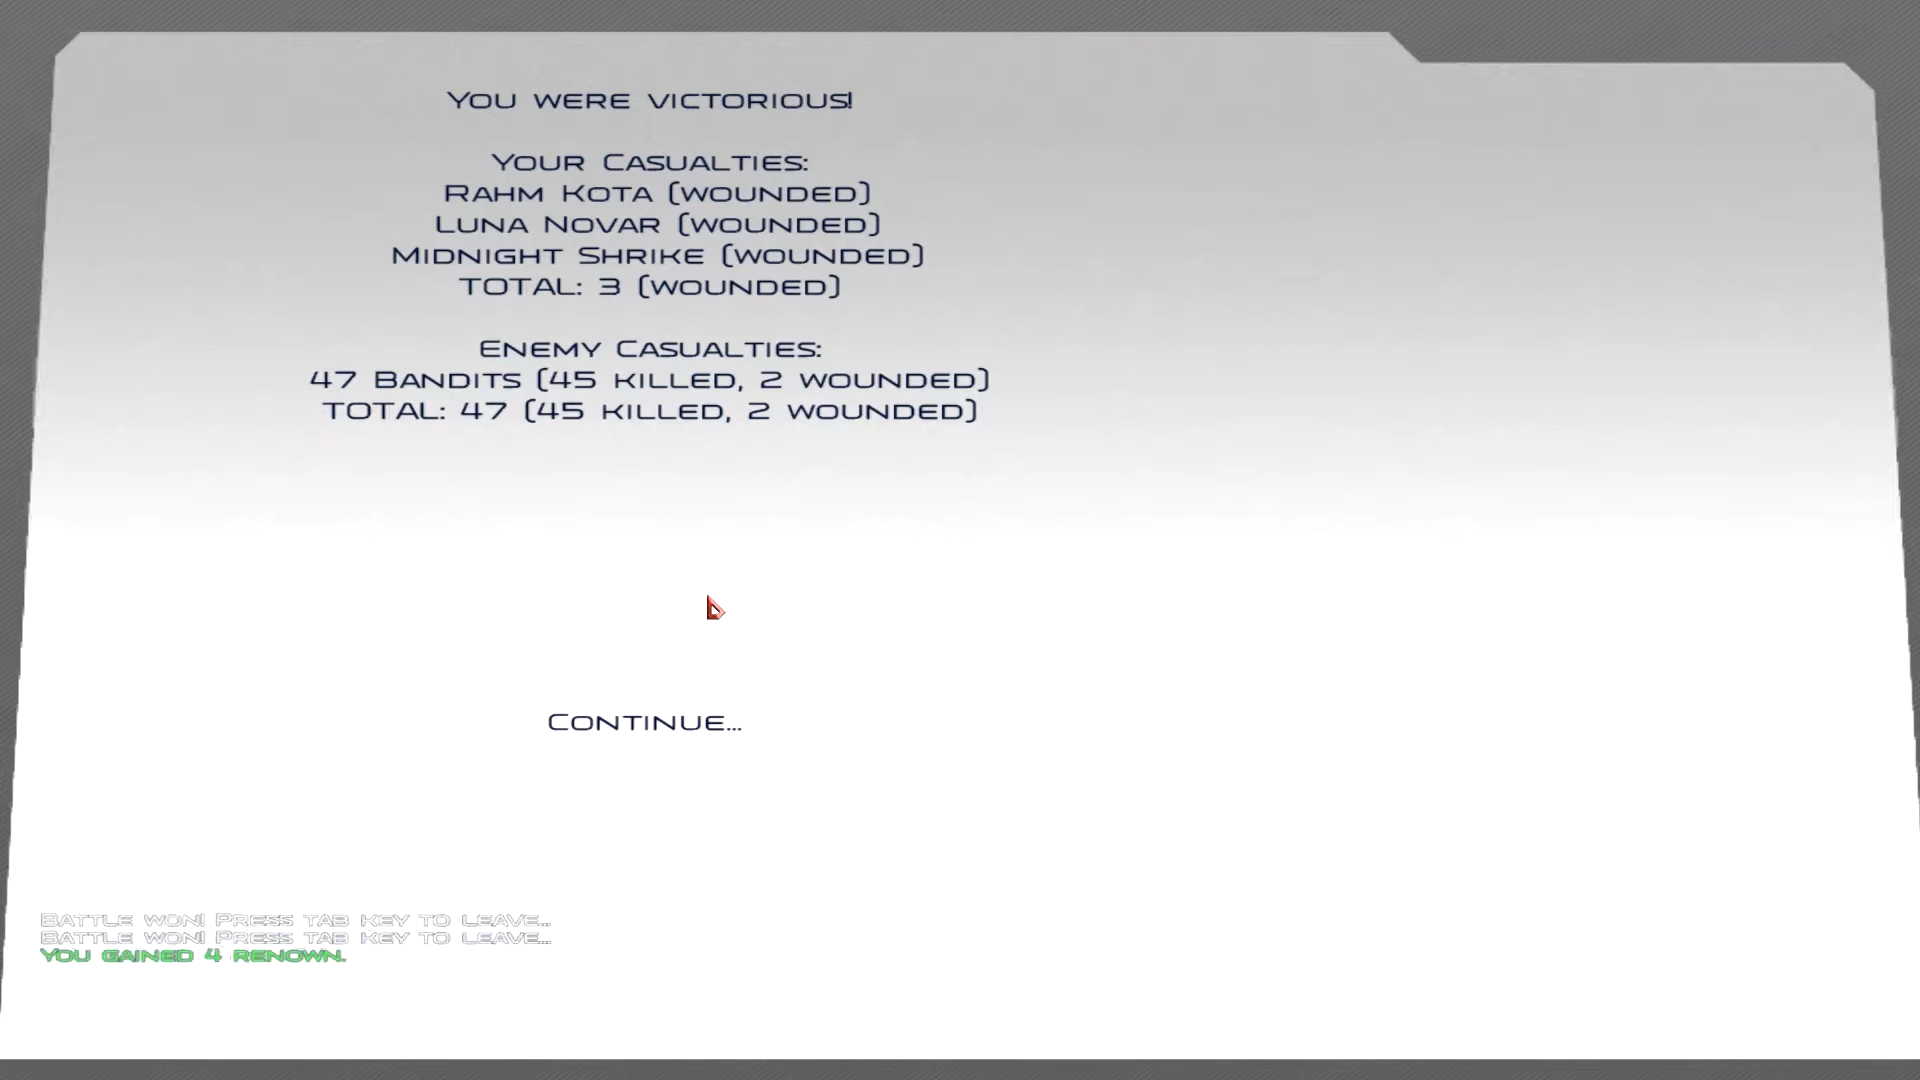 You were victorious!
Your Casualties:
Rahm Kota (wounded)
Luna Novar (wounded)
Midnight Shrike (wounded)
TOTAL: 3 (wounded)
Enemy Casualties:
47 Bandits (45 killed, 2 wounded)
TOTAL: 47 (45 killed, 2 wounded)
Continue...
Battle won! Press tab key to leave...
Battle won! Press tab key to leave...
You gained 4 renown.